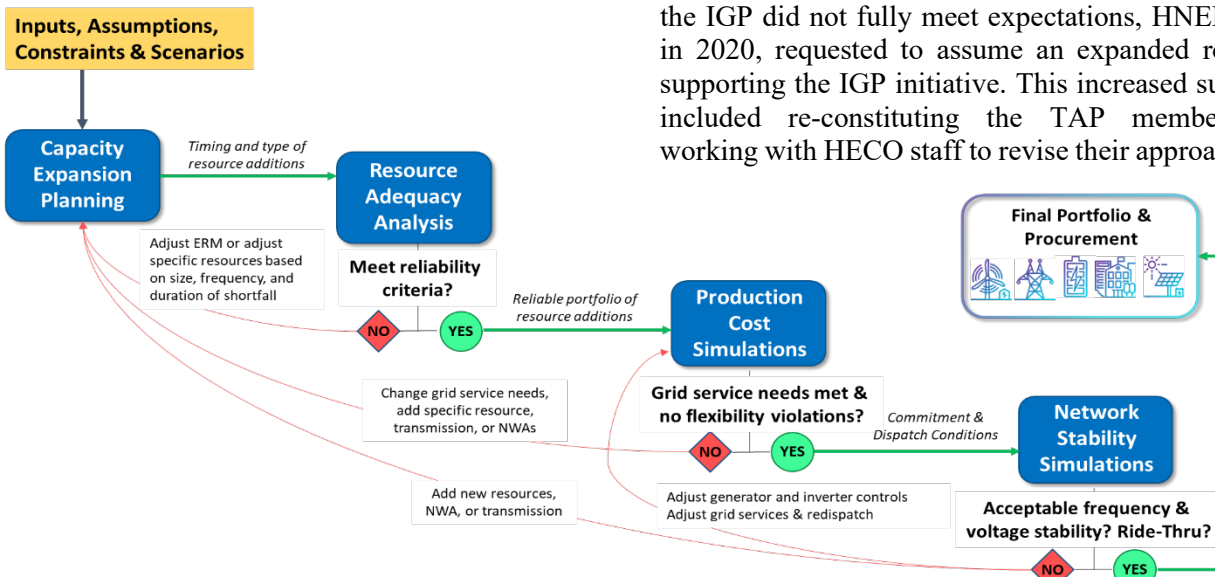 the IGP did not fully meet expectations,
in 2020, requested to assume an expanded
supporting the IGP initiative. This increased
included re-constituting the TAP
working with HECO staff to revise their
Inputs, Assumptions,
Constraints & Scenarios
Capacity
Expansion
Planning
Timing and type of
resource additions
Resource
Adequacy
Analysis
Final Portfolio &
Procurement
Adjust ERM or adjust
specific resources based
on size, frequency, and
duration of shortfall
Meet reliability
criteria?
NO
YES
Reliable portfolio of
resource additions
Production
Cost
Simulations
Change grid service needs,
add specific resource,
transmission, or NWAs
Grid service needs met &
no flexibility violations?
NO
YES
Commitment &
Dispatch Conditions
Network
Stability
Simulations
Add new resources,
NWA, or transmission
Adjust generator and inverter controls
Adjust grid services & redispatch
Acceptable frequency &
voltage stability? Ride-Thru?
NO
YES